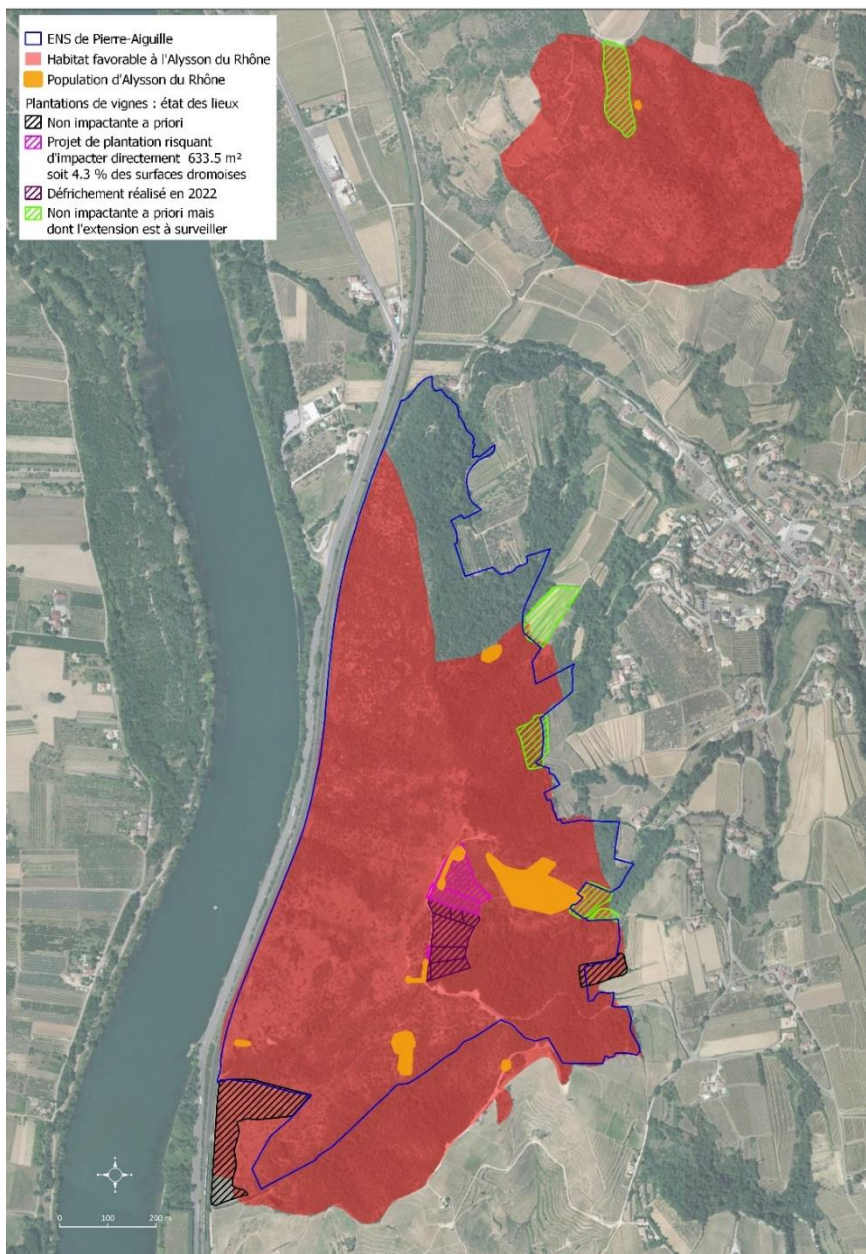 ENS de Pierre-Aiguille
Habitat favorable à l'Alysson du Rhône
Population d'Alysson du Rhône
Plantations de vignes : état des lieux
Non impactante a priori
Projet de plantation risquant
d'impacter directement 633.5 m²
soit 4.3 % des surfaces dromoises
Défrichement réalisé en 2022
Non impactante a priori mais
dont l'extension est à surveiller
0 100 200 m